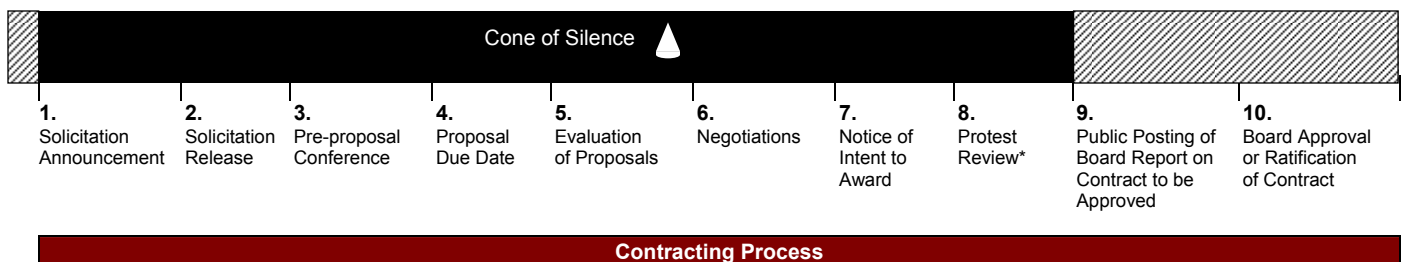 Cone of Silence
1.
Solicitation
Announcement
2.
Solicitation
Release
3.
Pre-proposal
Conference
4.
Proposal
Due Date
5.
Evaluation
of Proposals
6.
Negotiations
7.
Notice of
Intent to
Award
8.
Protest
Review*
9.
Public Posting of
Board Report on
Contract to be
Approved
10.
Board Approval
or Ratification
of Contract
Contracting Process